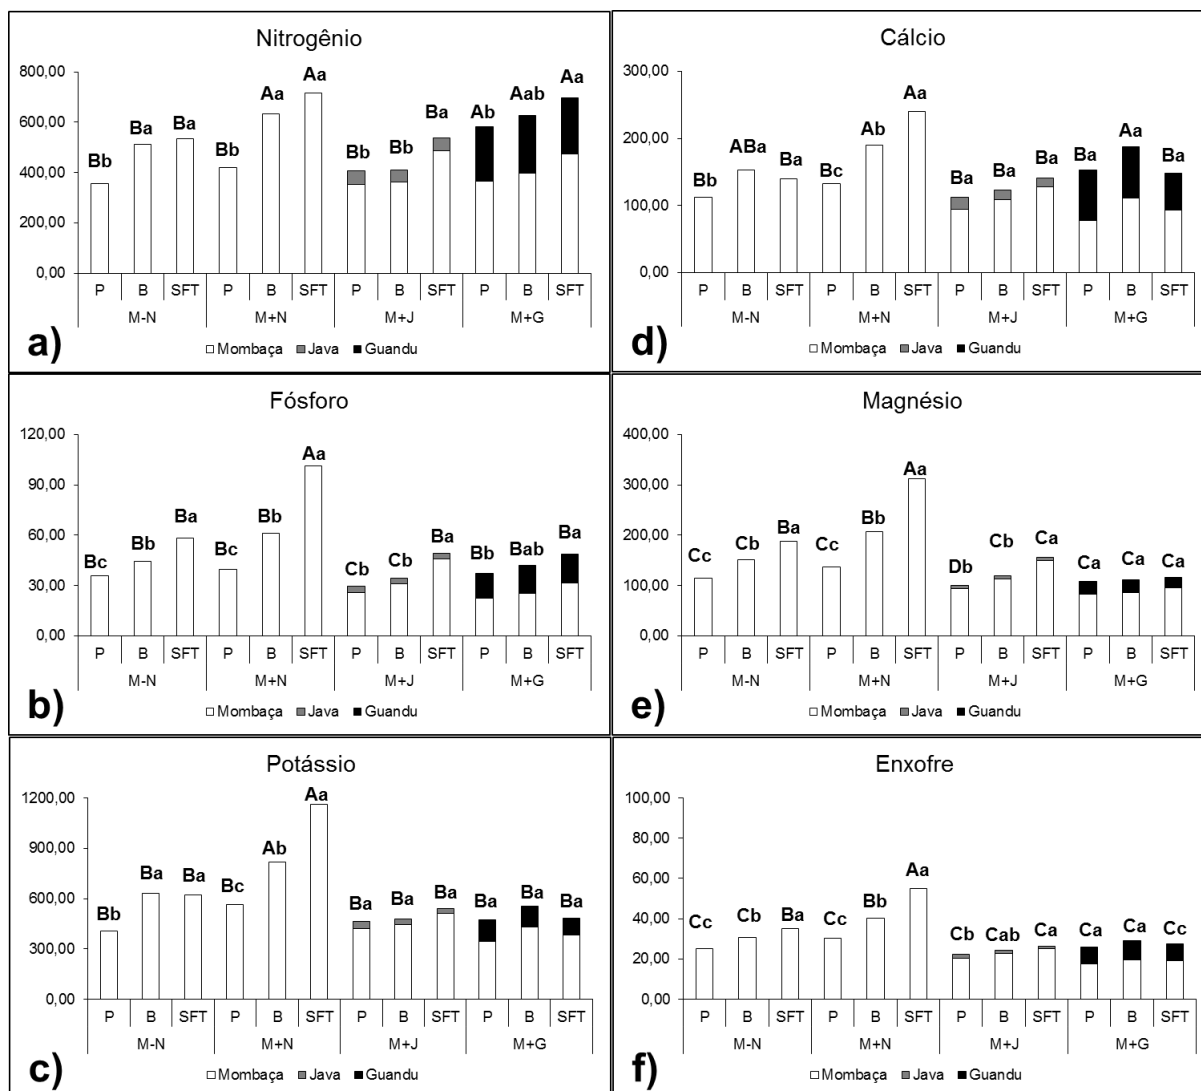 Nitrogênio
800,00
600,00
400,00
200,00
0,00
Bb Ba Ba Bb Aa Aa Bb Bb Ba Ab Aab Aa
P B SFT P B SFT P B SFT P B SFT
M-N M+N M+J M+G
a)
Mombaça Java Guandu
Cálcio
300,00
200,00
100,00
0,00
Bb ABa Ba Bc Ab Aa Ba Ba Ba Ba Aa Ba
P B SFT P B SFT P B SFT P B SFT
M-N M+N M+J M+G
d)
Mombaça Java Guandu
Fósforo
120,00
90,00
60,00
30,00
0,00
Bc Bb Ba Bc Bb Aa Cb Cb Ba Bb Bab Ba
P B SFT P B SFT P B SFT P B SFT
M-N M+N M+J M+G
b)
Mombaça Java Guandu
Magnésio
400,00
300,00
200,00
100,00
0,00
Cc Cb Ba Cc Bb Aa Db Cb Ca Ca Ca Ca
P B SFT P B SFT P B SFT P B SFT
M-N M+N M+J M+G
e)
Mombaça Java Guandu
Potássio
1200,00
900,00
600,00
300,00
0,00
Bb Ba Ba Bc Ab Aa Ba Ba Ba Ba Ba Ba
P B SFT P B SFT P B SFT P B SFT
M-N M+N M+J M+G
c)
Mombaça Java Guandu
Enxofre
100,00
80,00
60,00
40,00
20,00
0,00
Cc Cb Ba Cc Bb Aa Cb Cab Ca Ca Ca Cc
P B SFT P B SFT P B SFT P B SFT
M-N M+N M+J M+G
f)
Mombaça Java Guandu